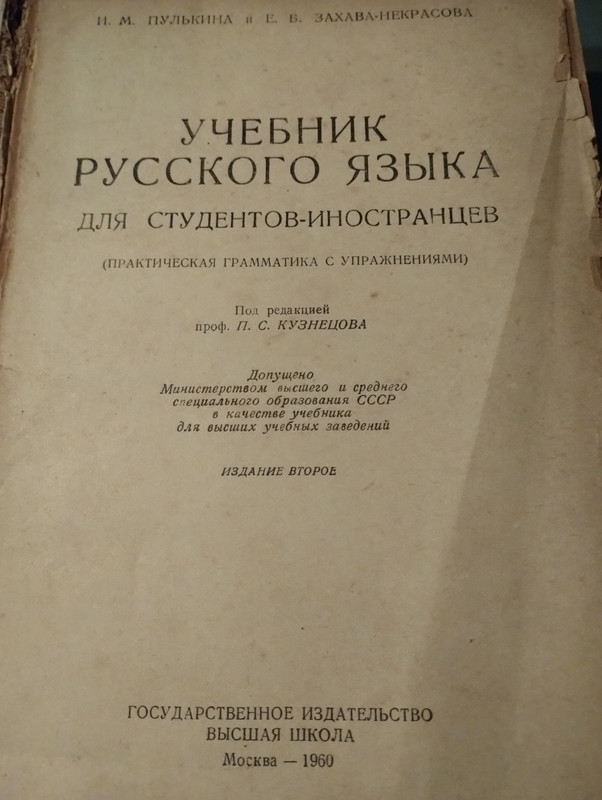 И. М. ПУЛЬКИНА и Е. Б. ЗАХАВА-НЕКРАСОВА
УЧЕБНИК
РУССКОГО ЯЗЫКА
ДЛЯ СТУДЕНТОВ-ИНОСТРАНЦЕВ
(ПРАКТИЧЕСКАЯ ГРАММАТИКА С УПРАЖНЕНИЯМИ)
Под редакцией
проф. П. С. КУЗНЕЦОВА
Допущено
Министерством высшего и среднего
специального образования СССР
в качестве учебника
для высших учебных заведений
ИЗДАНИЕ ВТОРОЕ
ГОСУДАРСТВЕННОЕ ИЗДАТЕЛЬСТВО
ВЫСШАЯ ШКОЛА
Москва — 1960